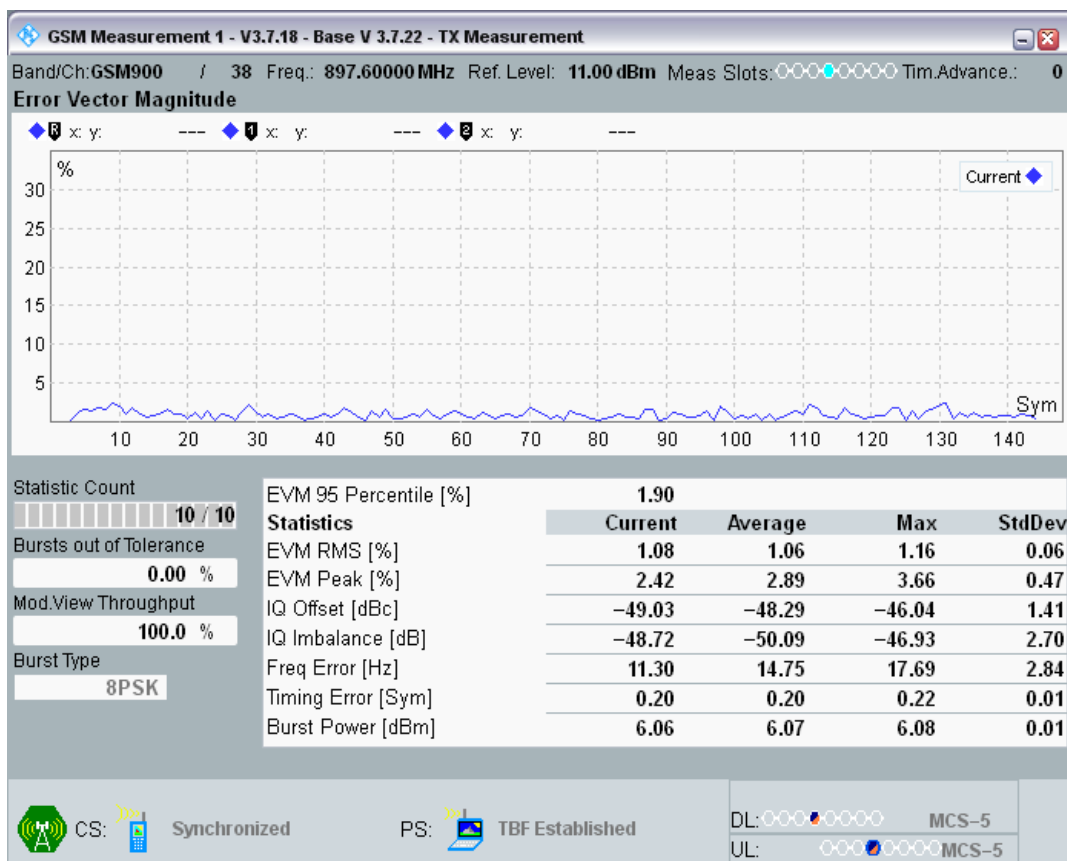 GSM Measurement 1 - V3.7.18 - Base V 3.7.22 - TX Measurement
Band/Ch:GSM900 / 38 Freq.: 897.60000 MHz Ref. Level: 11.00 dBm Meas Slots: Tim.Advance.: 0
Error Vector Magnitude
R x: y: --- 1 x: y: --- 2 x: y: ---
%
Current
30
25
20
15
10
5
Sym
10 20 30 40 50 60 70 80 90 100 110 120 130 140
Statistic Count
10 / 10
Bursts out of Tolerance
0.00 %
Mod.View Throughput
100.0 %
Burst Type
8PSK
EVM 95 Percentile [%] 1.90
Statistics Current Average Max StdDev
EVM RMS [%] 1.08 1.06 1.16 0.06
EVM Peak [%] 2.42 2.89 3.66 0.47
IQ Offset [dBc] −49.03 −48.29 −46.04 1.41
IQ Imbalance [dB] −48.72 −50.09 −46.93 2.70
Freq Error [Hz] 11.30 14.75 17.69 2.84
Timing Error [Sym] 0.20 0.20 0.22 0.01
Burst Power [dBm] 6.06 6.07 6.08 0.01
CS: Synchronized PS: TBF Established
DL: MCS−5
UL: MCS−5